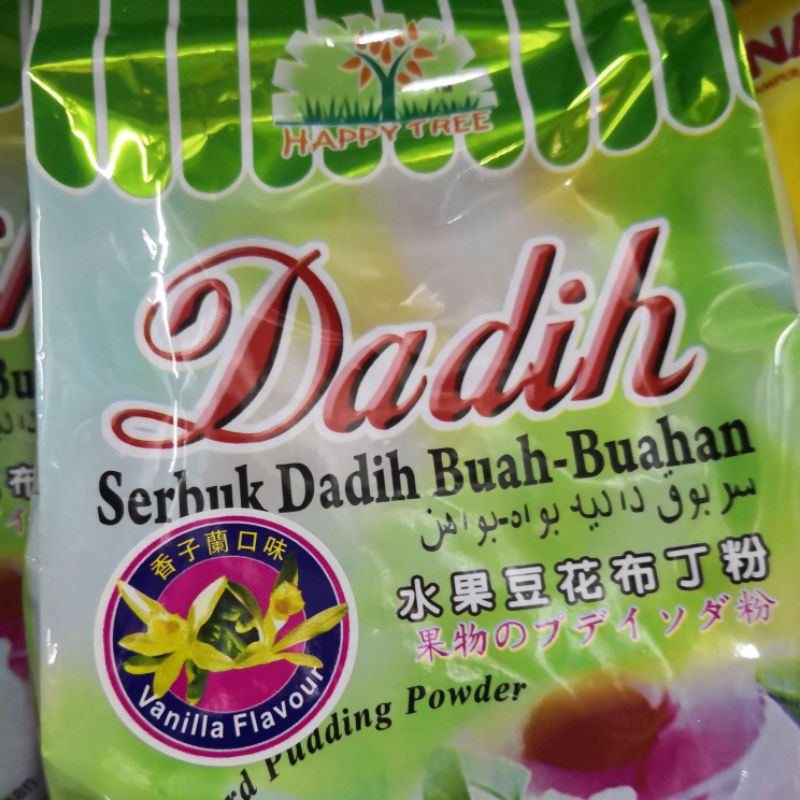 HAPPY TREE
Dadih
Serbuk Dadih Buah-Buahan
سربوق داديه بواه-بواهن
水果豆花布丁粉
果物のプディソダ粉
香子蘭口味
Vanilla Flavour
Pudding Powder